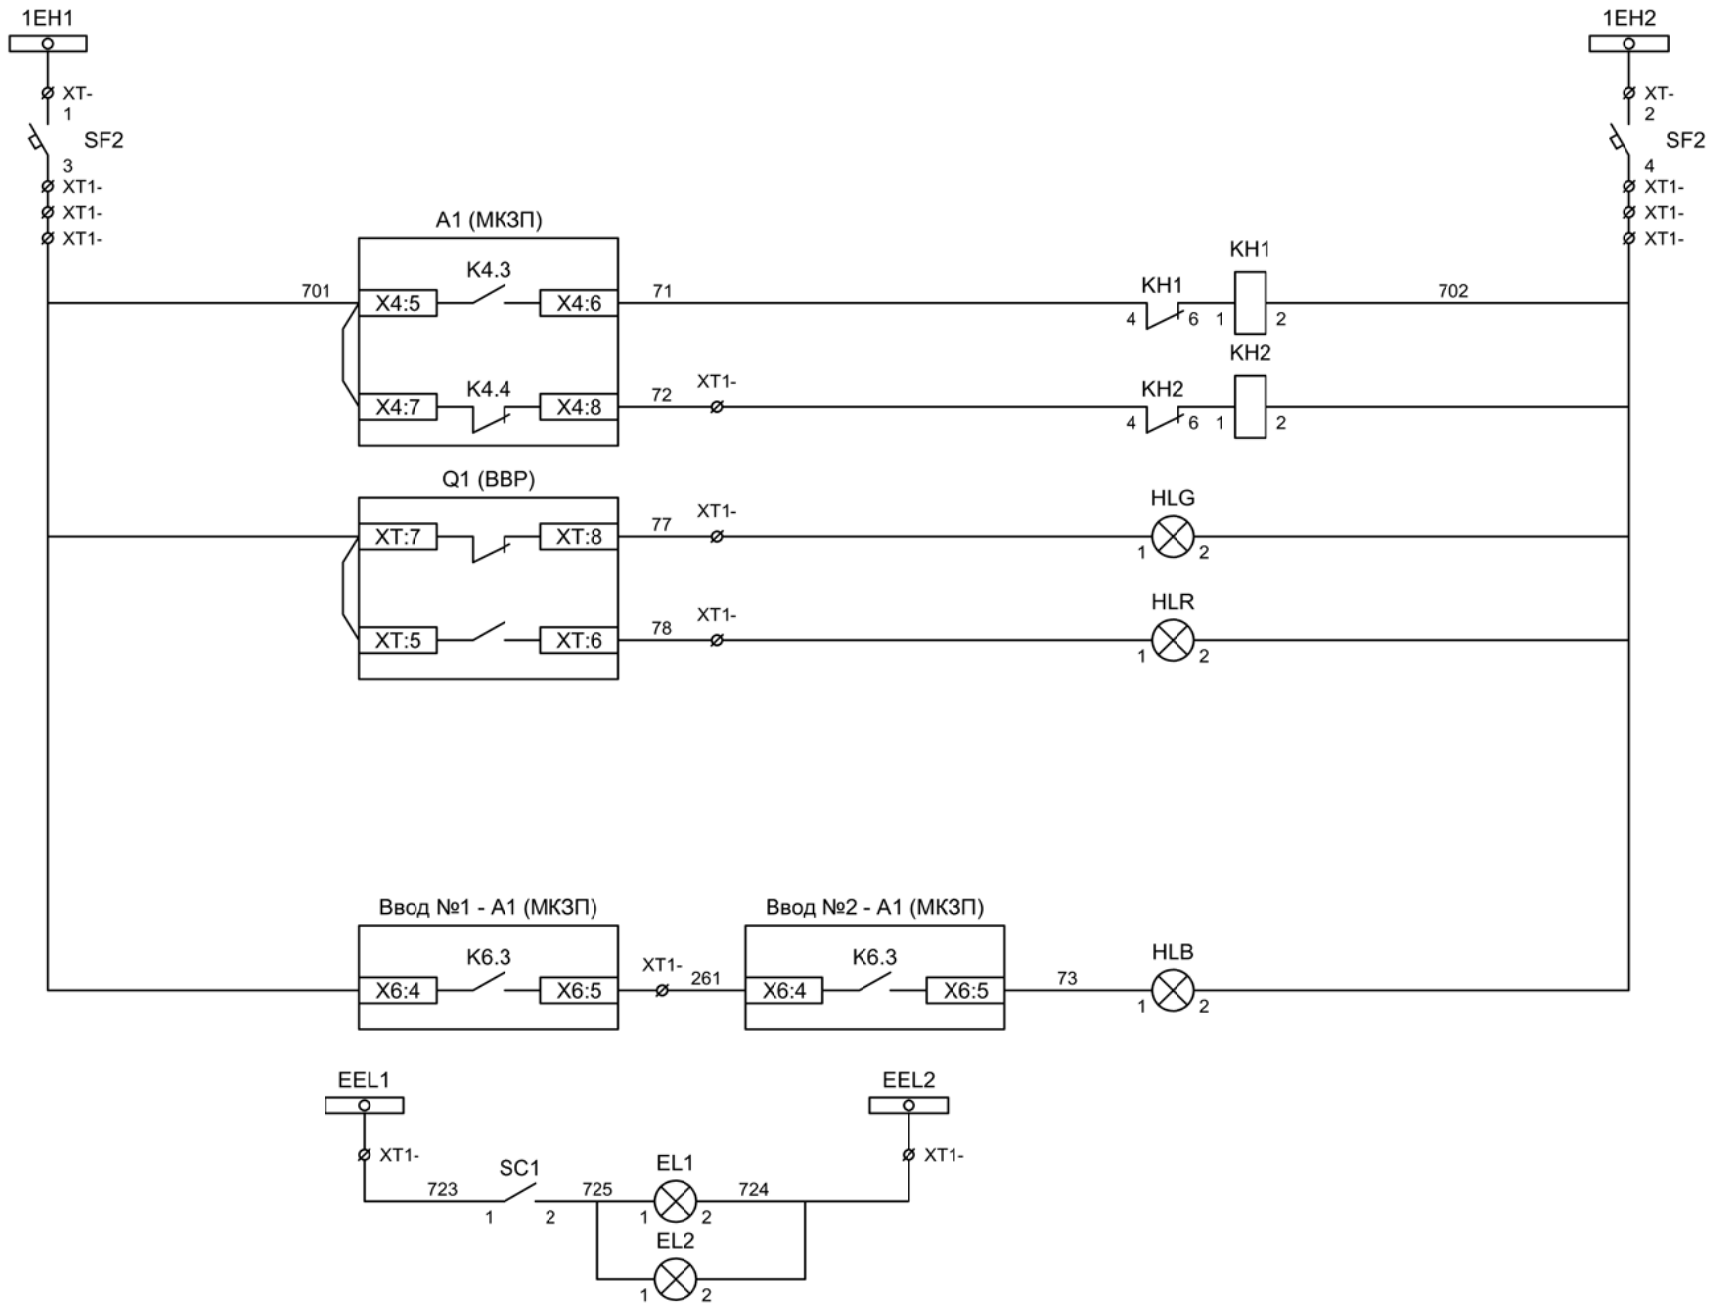 1EH1
1EH2
XT-
1
SF2
3
XT1-
XT1-
XT1-
XT-
2
SF2
4
XT1-
XT1-
XT1-
А1 (МКЗП)
K4.3
701
X4:5
X4:6
71
KH1
4
6
KH1
1
2
702
K4.4
X4:7
X4:8
72
XT1-
KH2
4
6
KH2
1
2
Q1 (ВВР)
XT:7
XT:8
77
XT1-
HLG
1
2
XT:5
XT:6
78
XT1-
HLR
1
2
Ввод №1 - А1 (МКЗП)
K6.3
X6:4
X6:5
XT1-
261
Ввод №2 - А1 (МКЗП)
K6.3
X6:4
X6:5
73
HLB
1
2
EEL1
XT1-
EEL2
XT1-
723
SC1
1
2
725
EL1
1
2
724
EL2
1
2